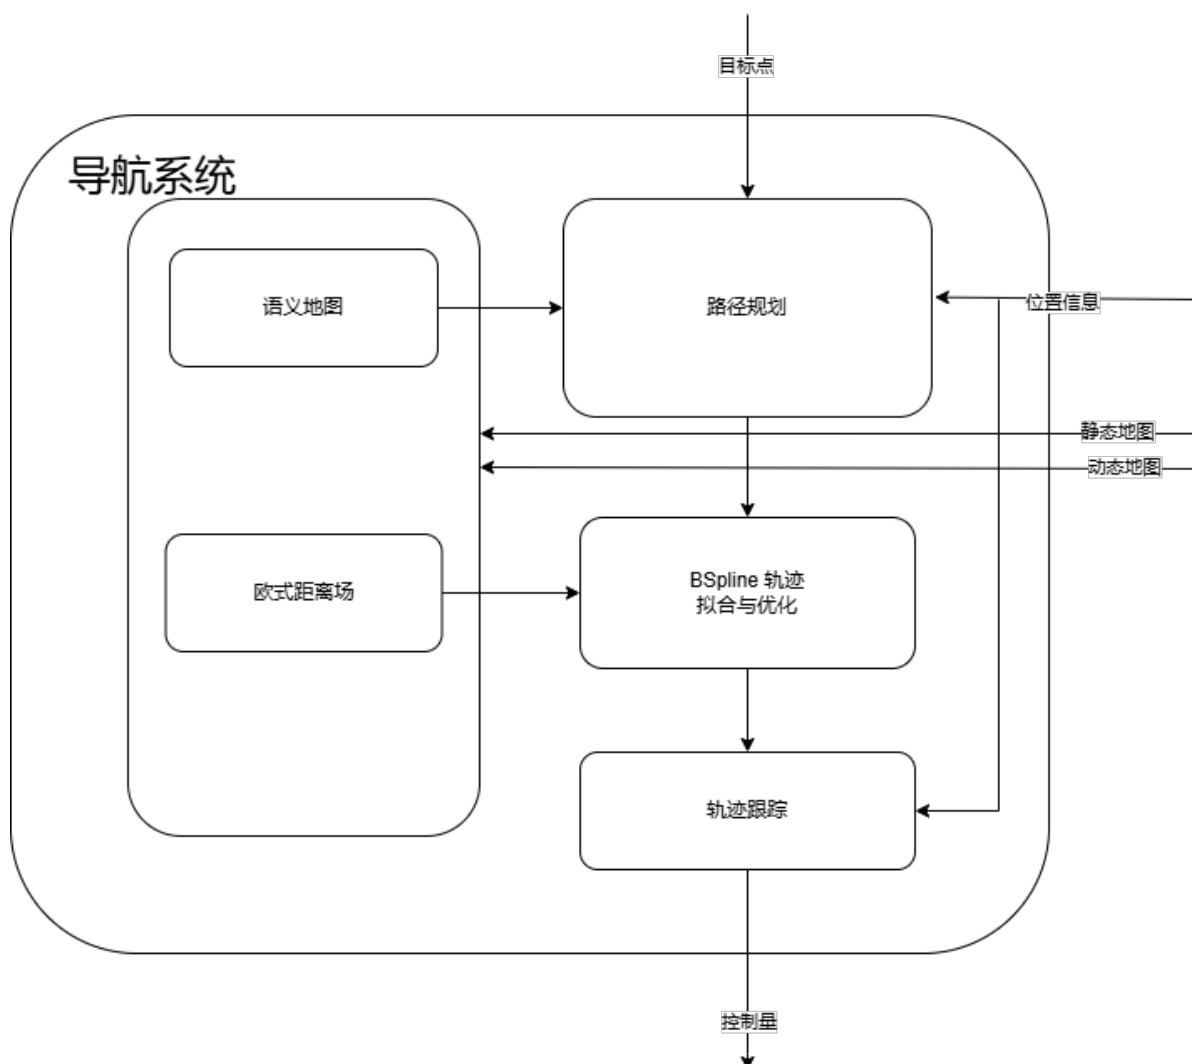 目标点
导航系统
语义地图
路径规划
位置信息
静态地图
动态地图
欧式距离场
BSpline 轨迹
拟合与优化
轨迹跟踪
控制量